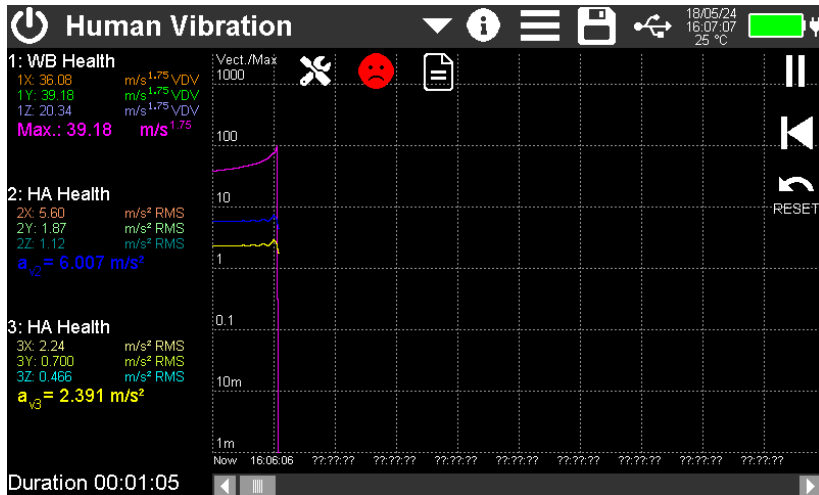 Human Vibration
18/05/24
16:07:07
25 °C
1: WB Health
1X: 36.08 m/s1.75 VDV
1Y: 39.18 m/s1.75 VDV
1Z: 20.34 m/s1.75 VDV
Max.: 39.18 m/s1.75
2: HA Health
2X: 5.60 m/s² RMS
2Y: 1.87 m/s² RMS
2Z: 1.12 m/s² RMS
av2= 6.007 m/s²
3: HA Health
3X: 2.24 m/s² RMS
3Y: 0.700 m/s² RMS
3Z: 0.466 m/s² RMS
av3= 2.391 m/s²
Duration 00:01:05
Vect./Max
1000
100
10
1
0.1
10m
1m
Now 16:06:06 ??:??:?? ??:??:?? ??:??:?? ??:??:?? ??:??:?? ??:??:?? ??:??:?? ??:??:??
RESET